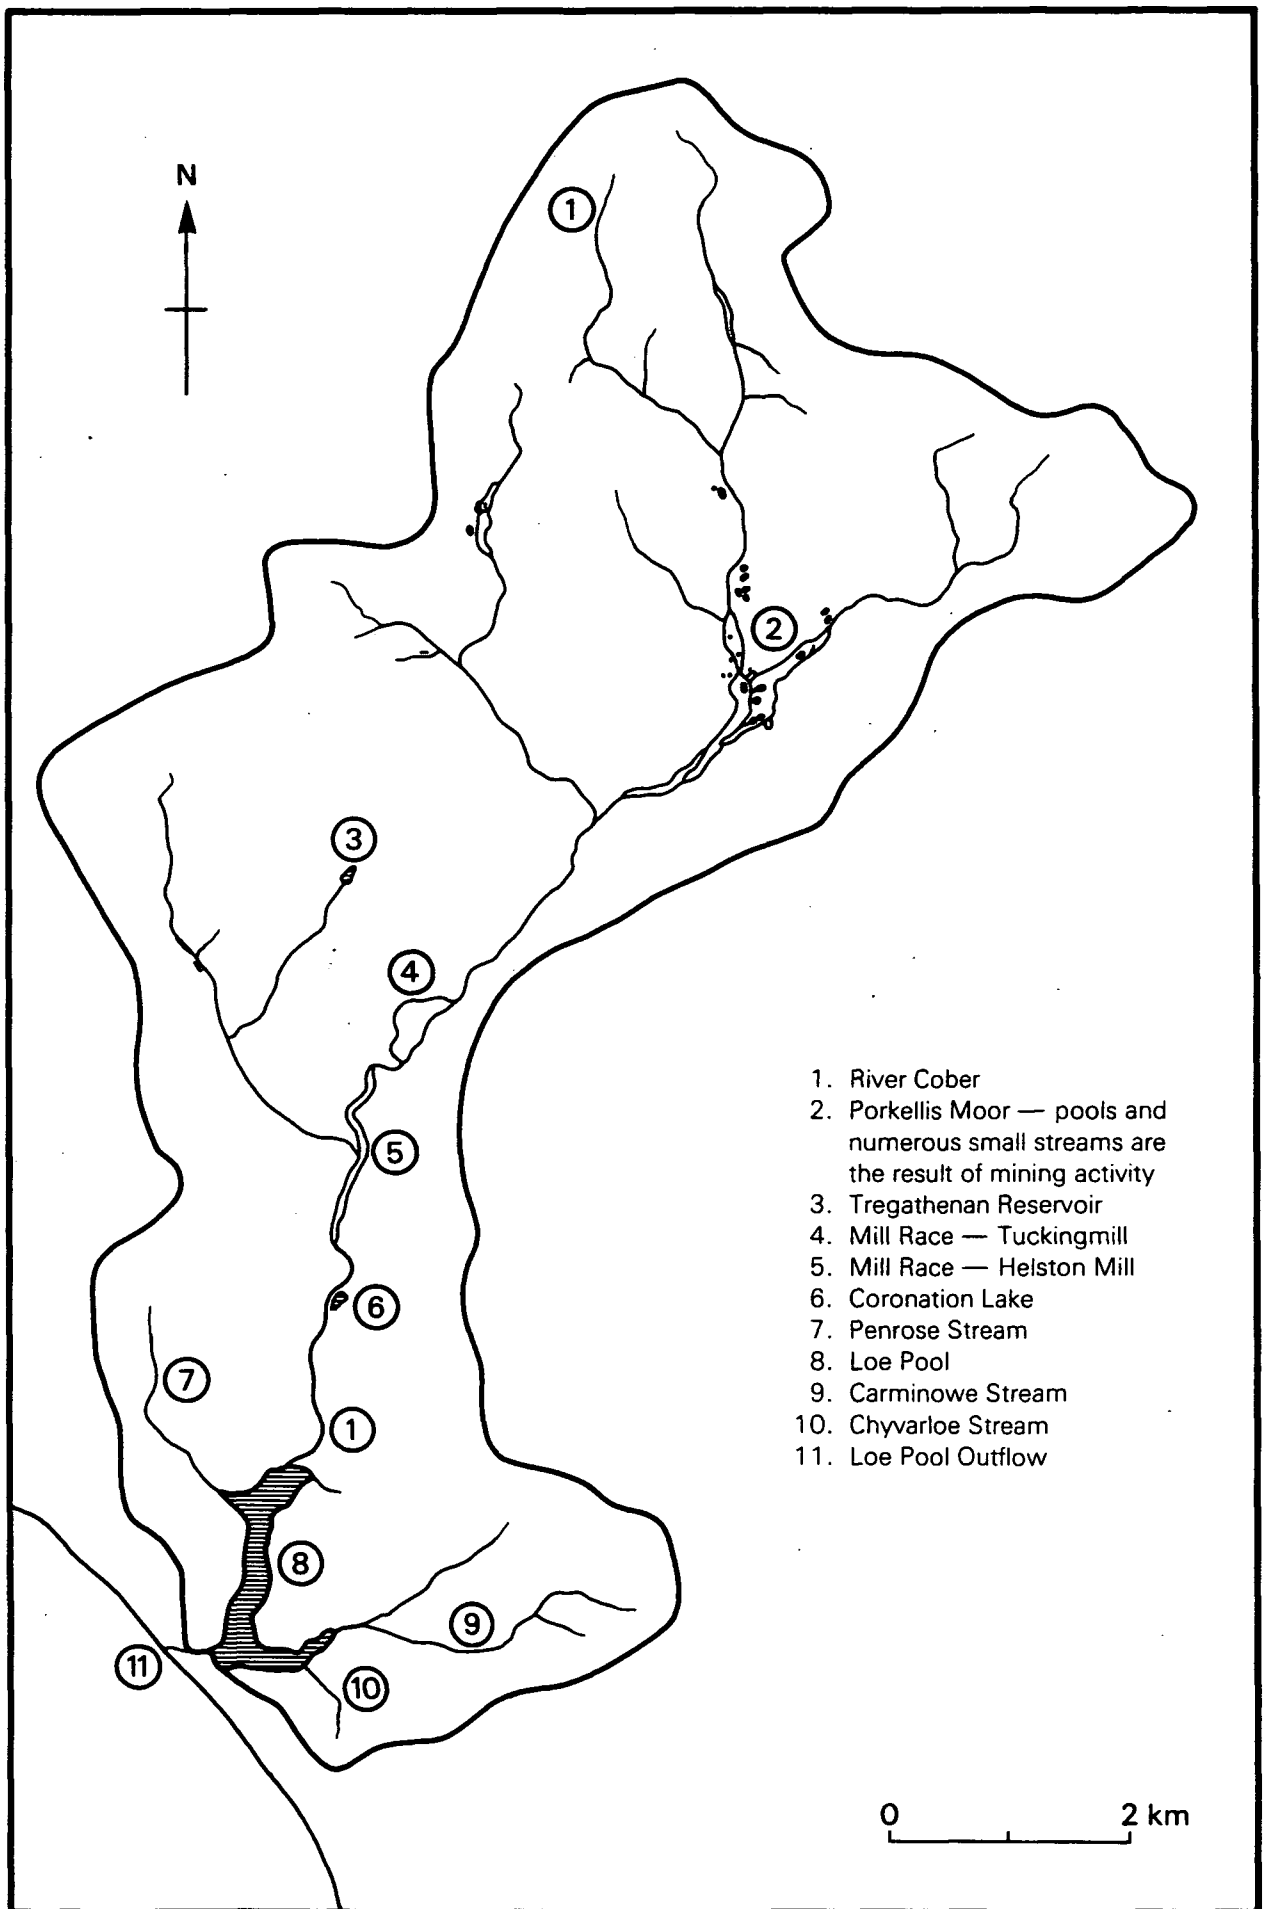 N
1
2
3
4
5
6
7
1
8
9
10
11
1. River Cober
2. Porkellis Moor — pools and
numerous small streams are
the result of mining activity
3. Tregathenan Reservoir
4. Mill Race — Tuckingmill
5. Mill Race — Helston Mill
6. Coronation Lake
7. Penrose Stream
8. Loe Pool
9. Carminowe Stream
10. Chyvarloe Stream
11. Loe Pool Outflow
0 2 km